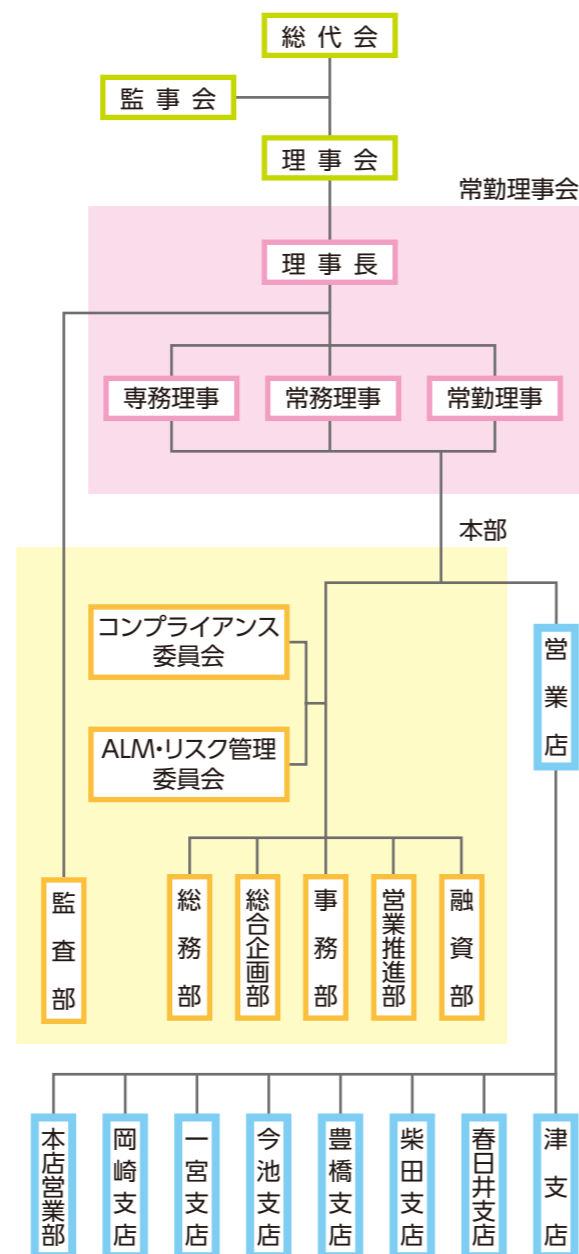 総代会
監事会
理事会
常勤理事会
理事長
専務理事
常務理事
常勤理事
本部
コンプライアンス
委員会
営業店
ALM・リスク管理
委員会
監査部
総務部
総合企画部
事務部
営業推進部
融資部
本店営業部
岡崎支店
一宮支店
今池支店
豊橋支店
柴田支店
春日井支店
津支店